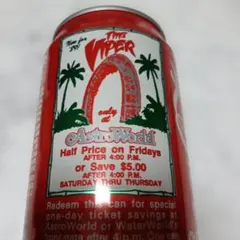 New for
'89!
THE
VIPER
only
at
AstroWorld
Half Price on Fridays
AFTER 4:00 P.M.
or Save $5.00
AFTER 4:00 P.M.
SATURDAY THRU THURSDAY
Redeem this can for special
one-day ticket savings at
AstroWorld or WaterWorld